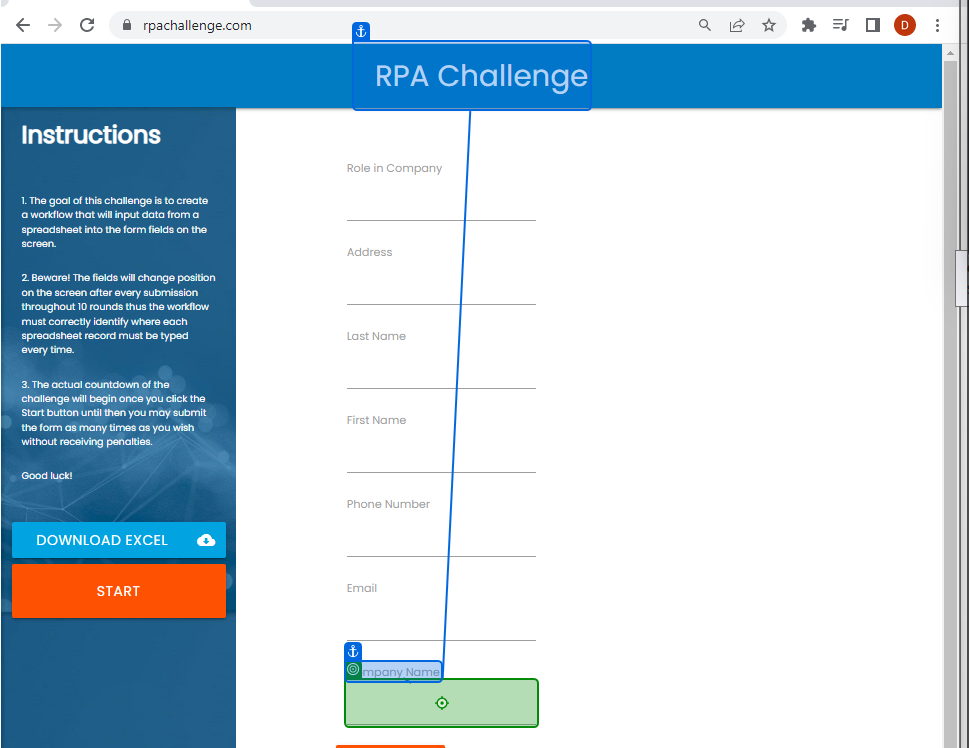 rpachallenge.com
D
RPA Challenge
Instructions
1. The goal of this challenge is to create
a workflow that will input data from a
spreadsheet into the form fields on the
screen.
2. Beware! The fields will change position
on the screen after every submission
throughout 10 rounds thus the workflow
must correctly identify where each
spreadsheet record must be typed
every time.
3. The actual countdown of the
challenge will begin once you click the
Start button until then you may submit
the form as many times as you wish
without receiving penalties.
Good luck!
DOWNLOAD EXCEL
START
Role in Company
Address
Last Name
First Name
Phone Number
Email
mpany Name